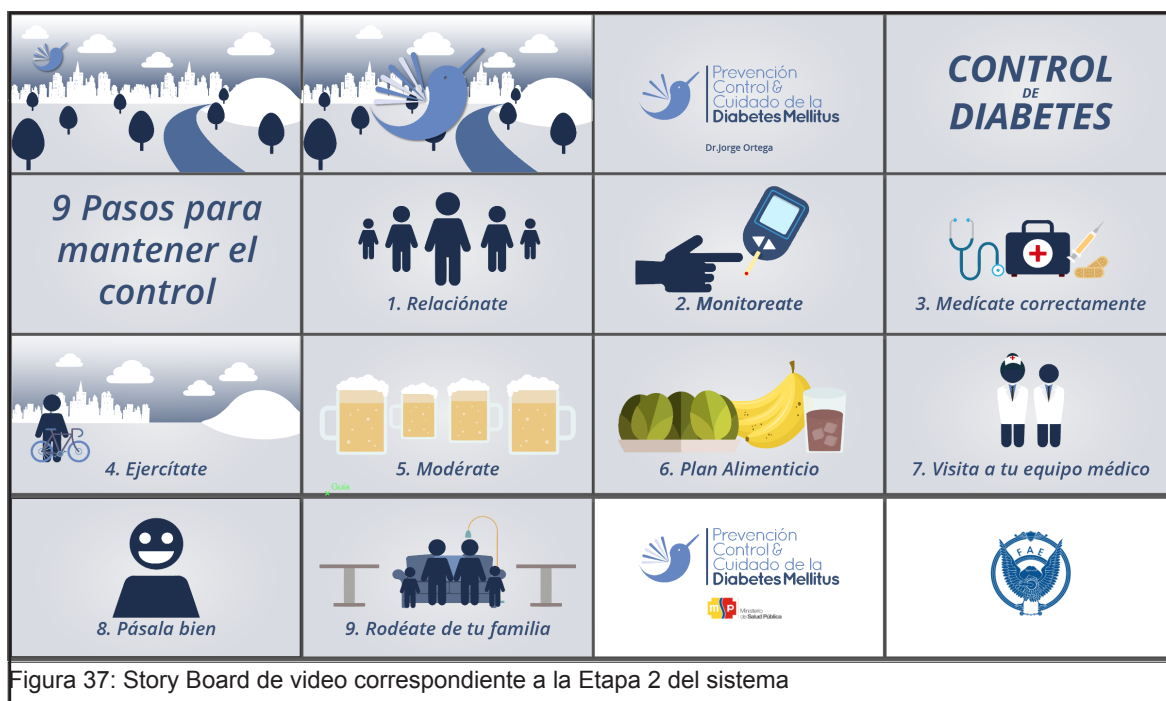 Prevención
Control &
Cuidado de la
Diabetes Mellitus
Dr.Jorge Ortega
CONTROL
DE
DIABETES
9 Pasos para
mantener el
control
1. Relaciónate
2. Monitoreate
3. Medícate correctamente
4. Ejercítate
5. Modérate
6. Plan Alimenticio
7. Visita a tu equipo médico
Guia
8. Pásala bien
9. Rodéate de tu familia
Prevención
Control &
Cuidado de la
Diabetes Mellitus
msp
Ministerio
de Salud Pública
FAE
Figura 37: Story Board de video correspondiente a la Etapa 2 del sistema